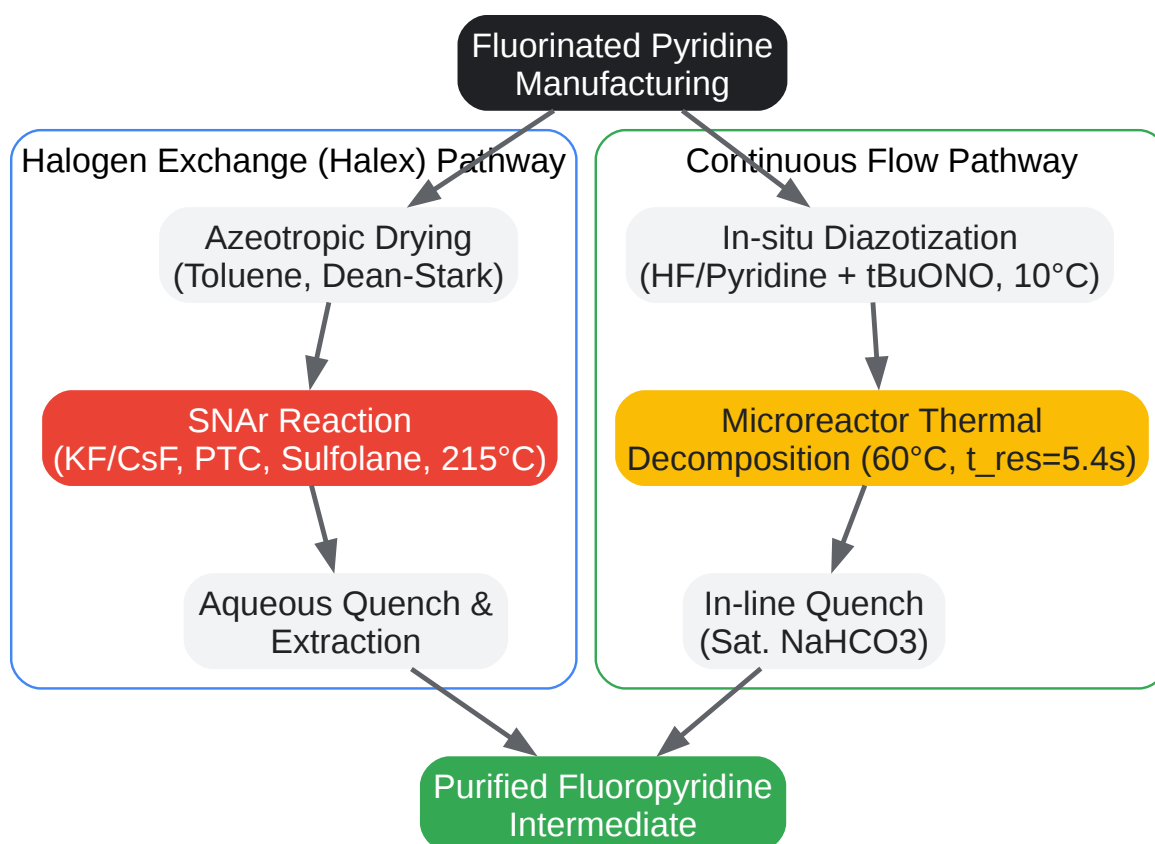 Fluorinated Pyridine
Manufacturing
Halogen Exchange (Halex) Pathway
Azeotropic Drying
(Toluene, Dean-Stark)
SNAr Reaction
(KF/CsF, PTC, Sulfolane, 215°C)
Aqueous Quench &
Extraction
Continuous Flow Pathway
In-situ Diazotization
(HF/Pyridine + tBuONO, 10°C)
Microreactor Thermal
Decomposition (60°C, t_res=5.4s)
In-line Quench
(Sat. NaHCO3)
Purified Fluoropyridine
Intermediate